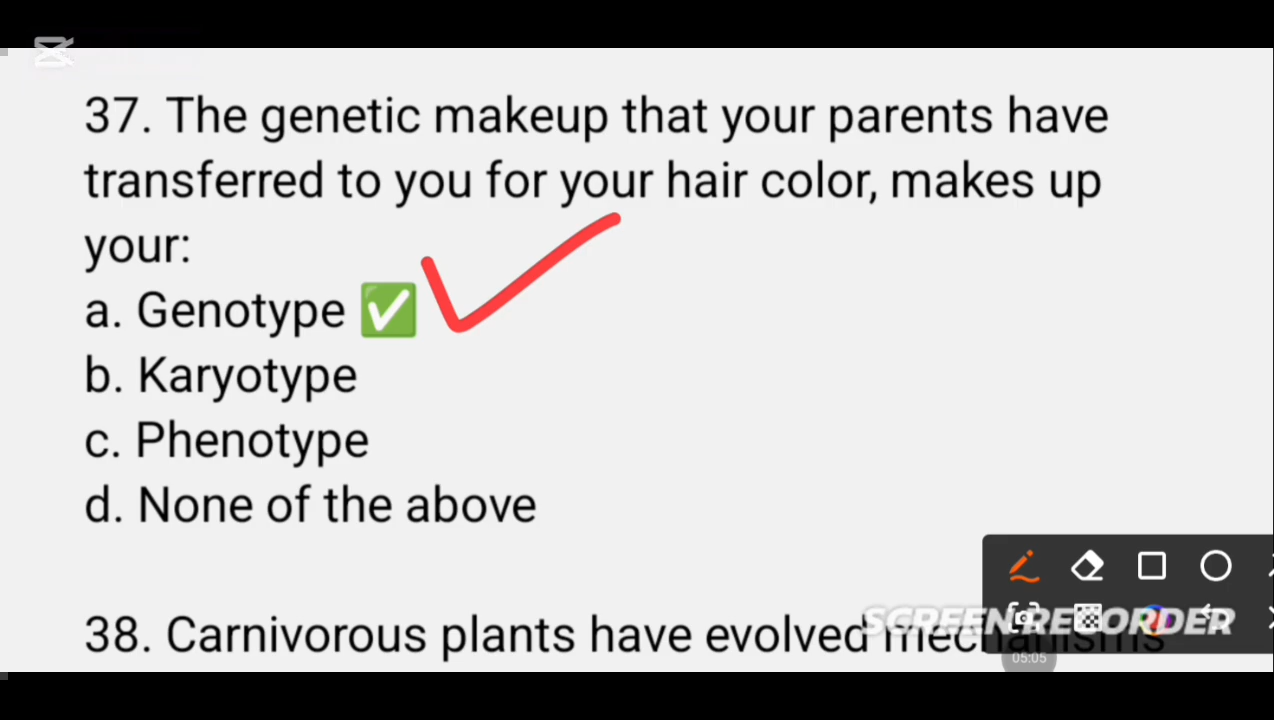 37. The genetic makeup that your parents have
transferred to you for your hair color, makes up
your:
a. Genotype ✅
b. Karyotype
c. Phenotype
d. None of the above
38. Carnivorous plants have evolved mechanisms
SCREEN RECORDER
05:05